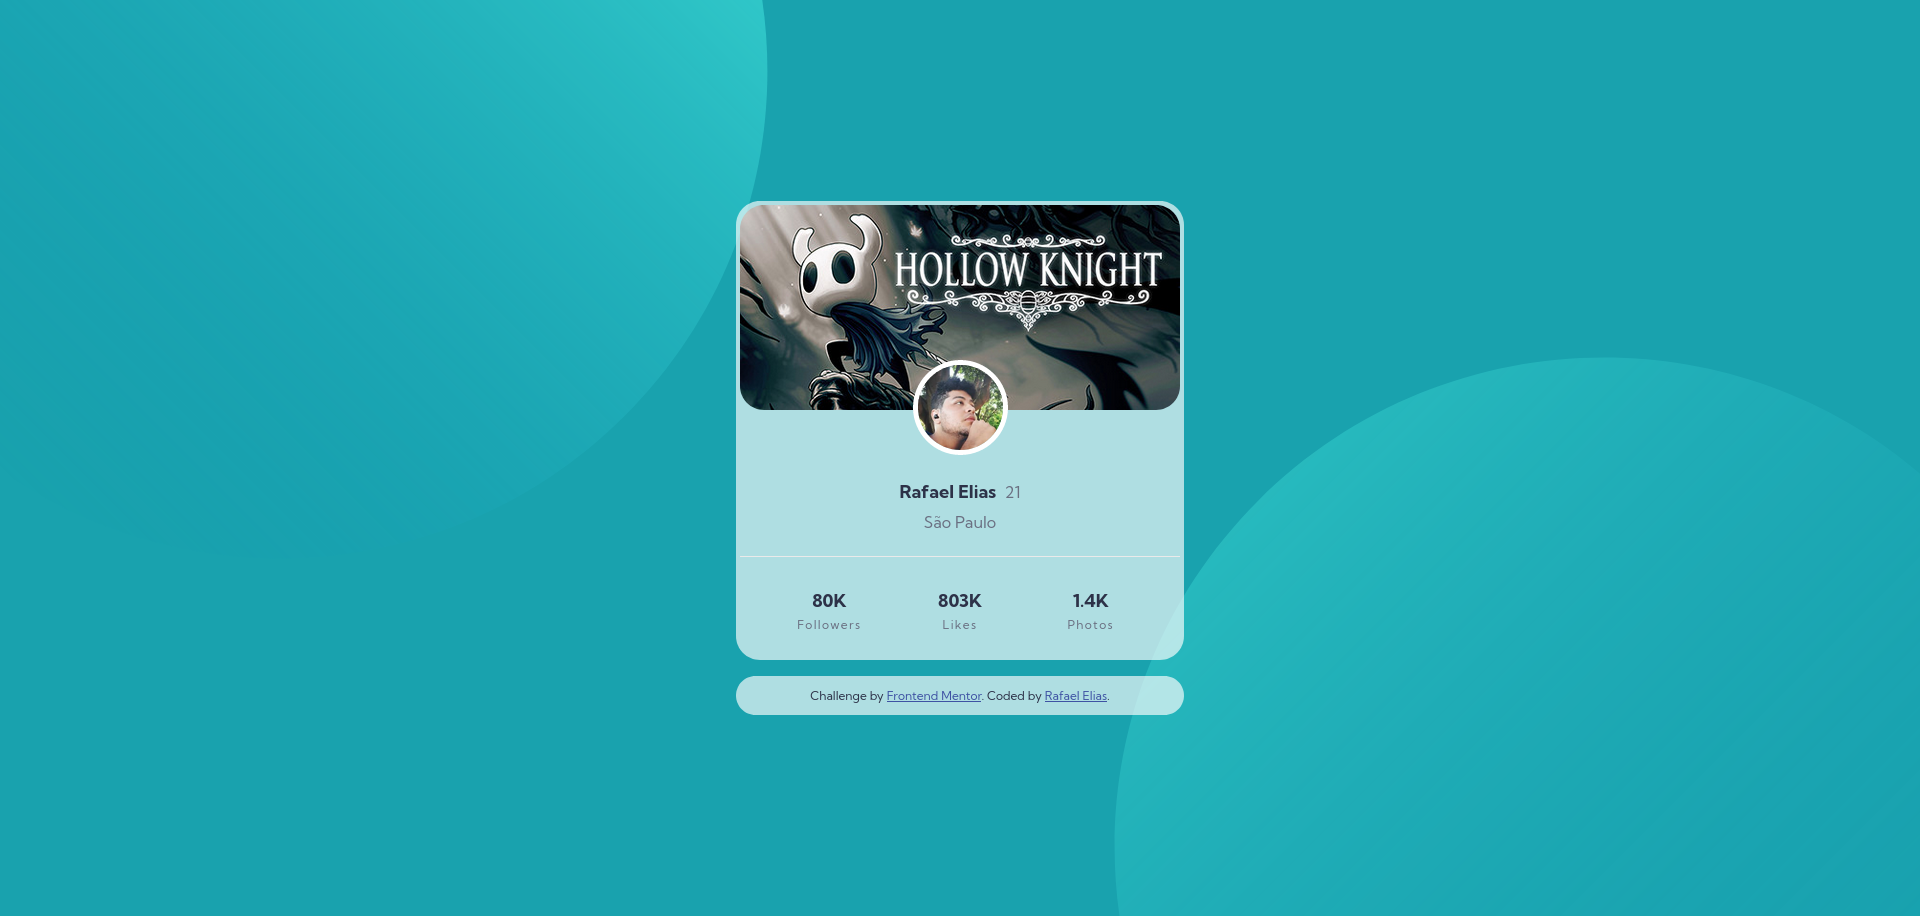 HOLLOW KNIGHT
Rafael Elias 21
São Paulo
80K 803K 1.4K
Followers Likes Photos
Challenge by Frontend Mentor. Coded by Rafael Elias.